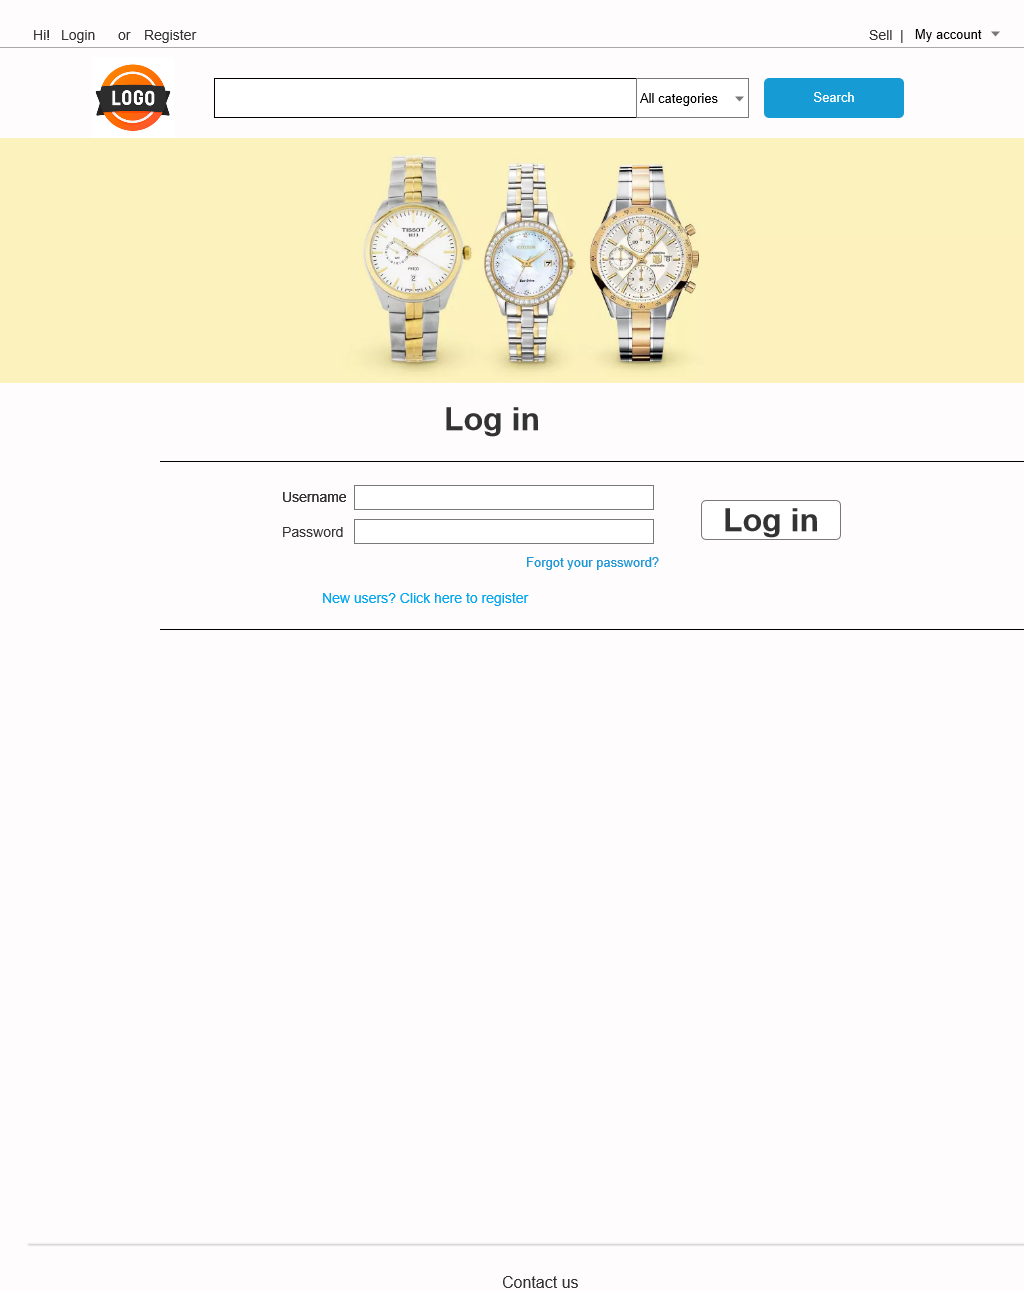 Hi! Login or Register
Sell | My account
LOGO
All categories
Search
TISSOT
Log in
Username
Password
Log in
Forgot your password?
New users? Click here to register
Contact us